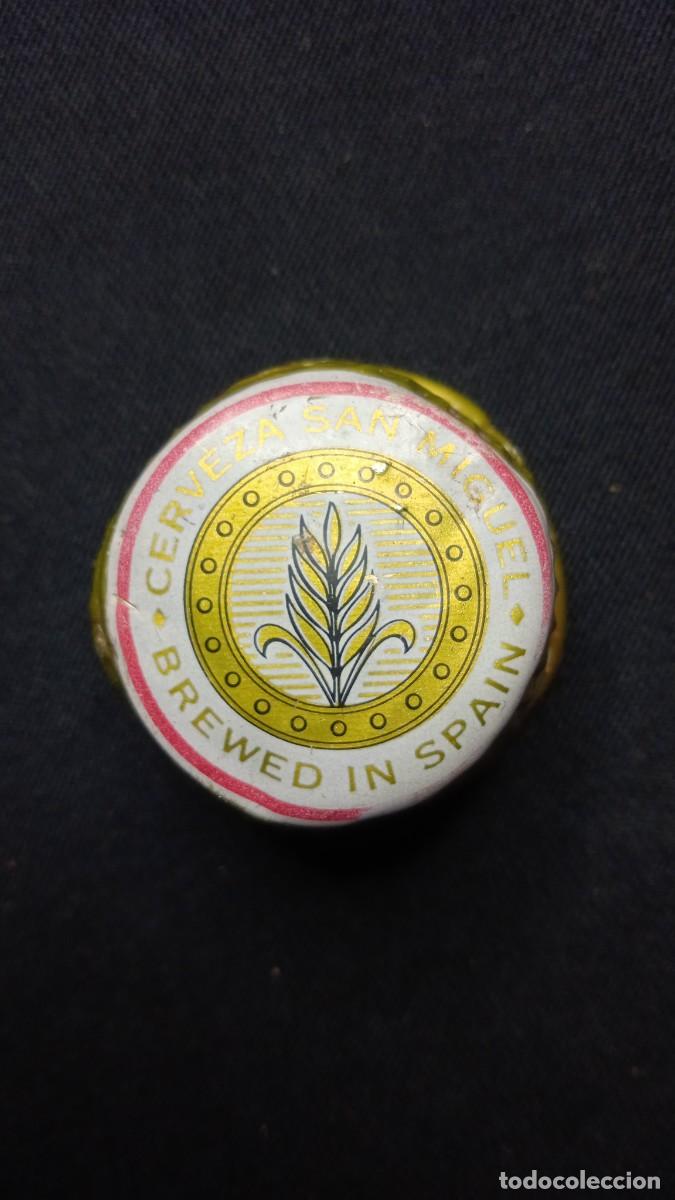 CERVEZA SAN MIGUEL
BREWED IN SPAIN
todocoleccion